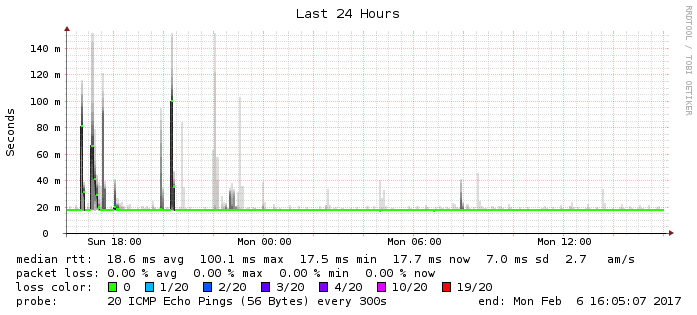 Last 24 Hours
RRDTOOL / TOBI OETIKER
Seconds
140 m
120 m
100 m
80 m
60 m
40 m
20 m
0
Sun 18:00 Mon 00:00 Mon 06:00 Mon 12:00
median rtt: 18.6 ms avg 100.1 ms max 17.5 ms min 17.7 ms now 7.0 ms sd 2.7 am/s
packet loss: 0.00 % avg 0.00 % max 0.00 % min 0.00 % now
loss color: 0 1/20 2/20 3/20 4/20 10/20 19/20
probe: 20 ICMP Echo Pings (56 Bytes) every 300s end: Mon Feb 6 16:05:07 2017